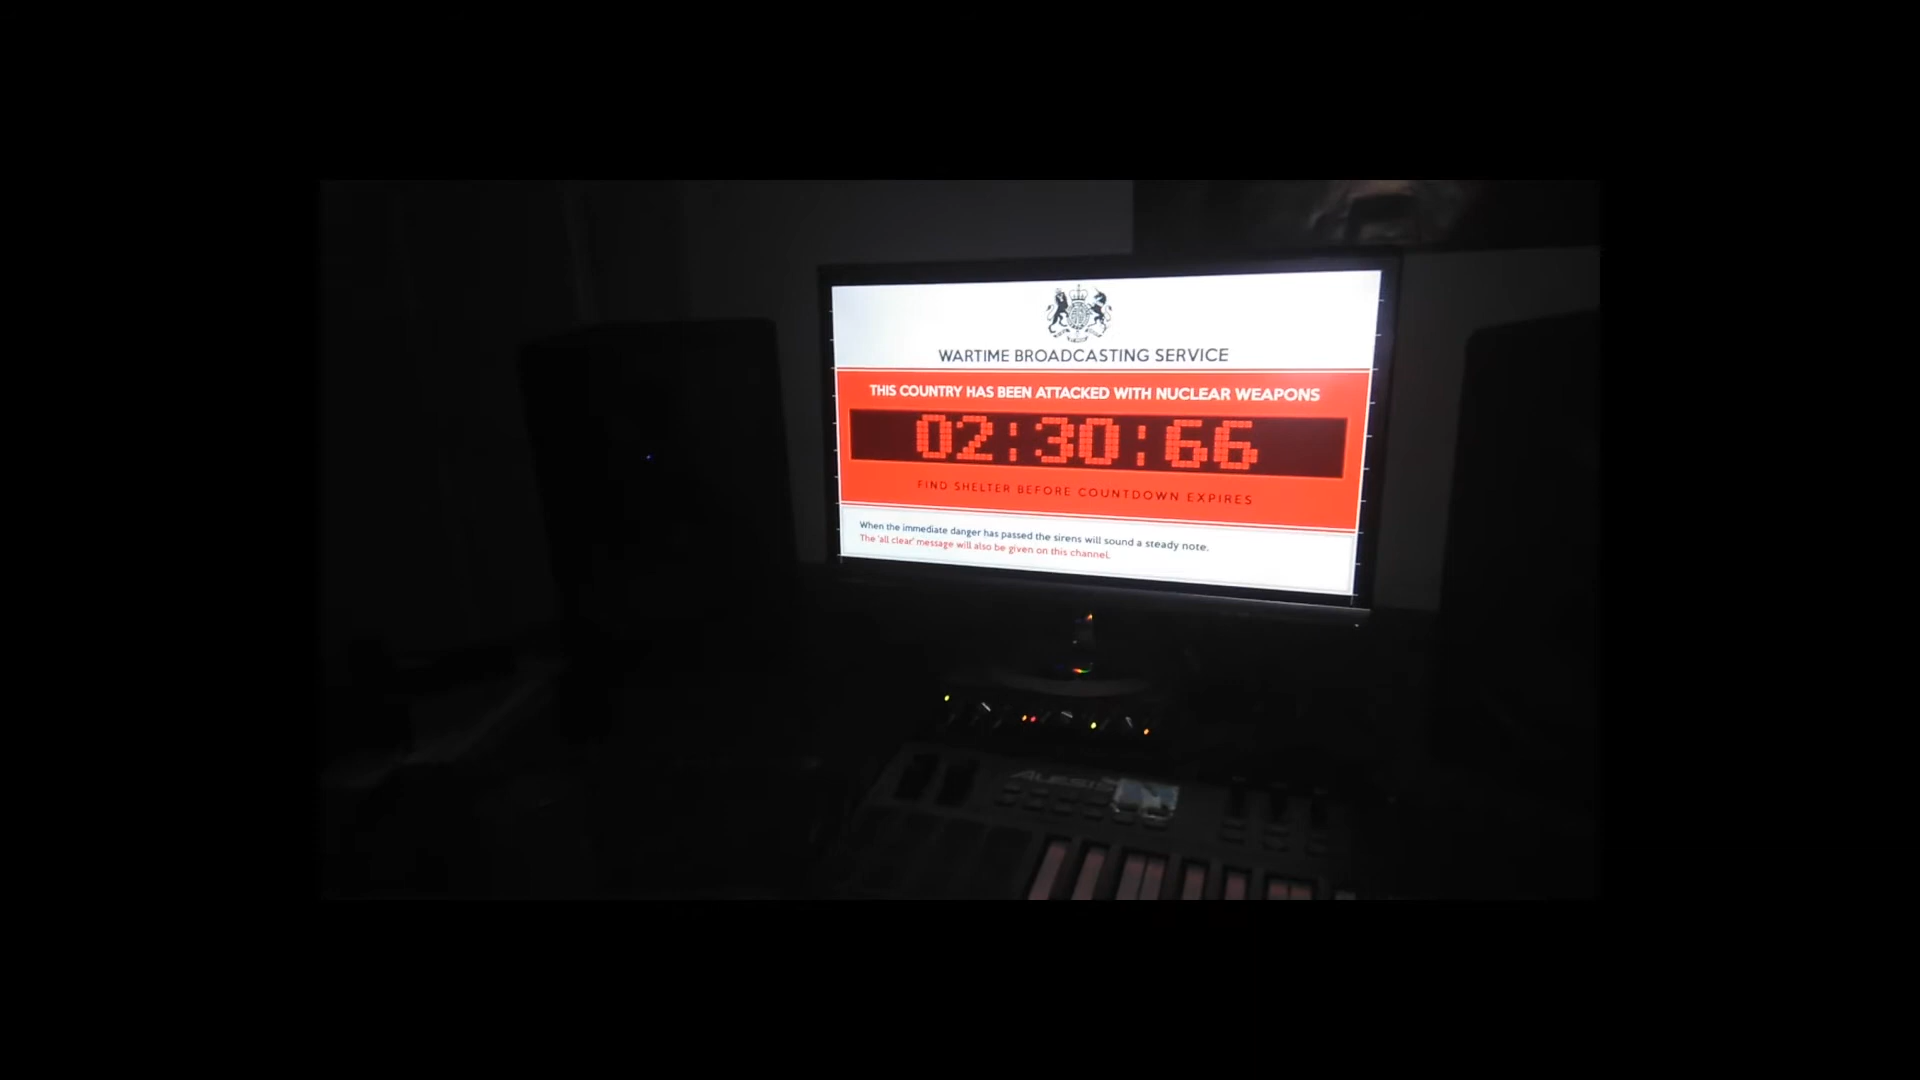 WARTIME BROADCASTING SERVICE
THIS COUNTRY HAS BEEN ATTACKED WITH NUCLEAR WEAPONS
02:30:66
FIND SHELTER BEFORE COUNTDOWN EXPIRES
When the immediate danger has passed the sirens will sound a steady note.
The 'all clear' message will also be given on this channel.
ALESIS